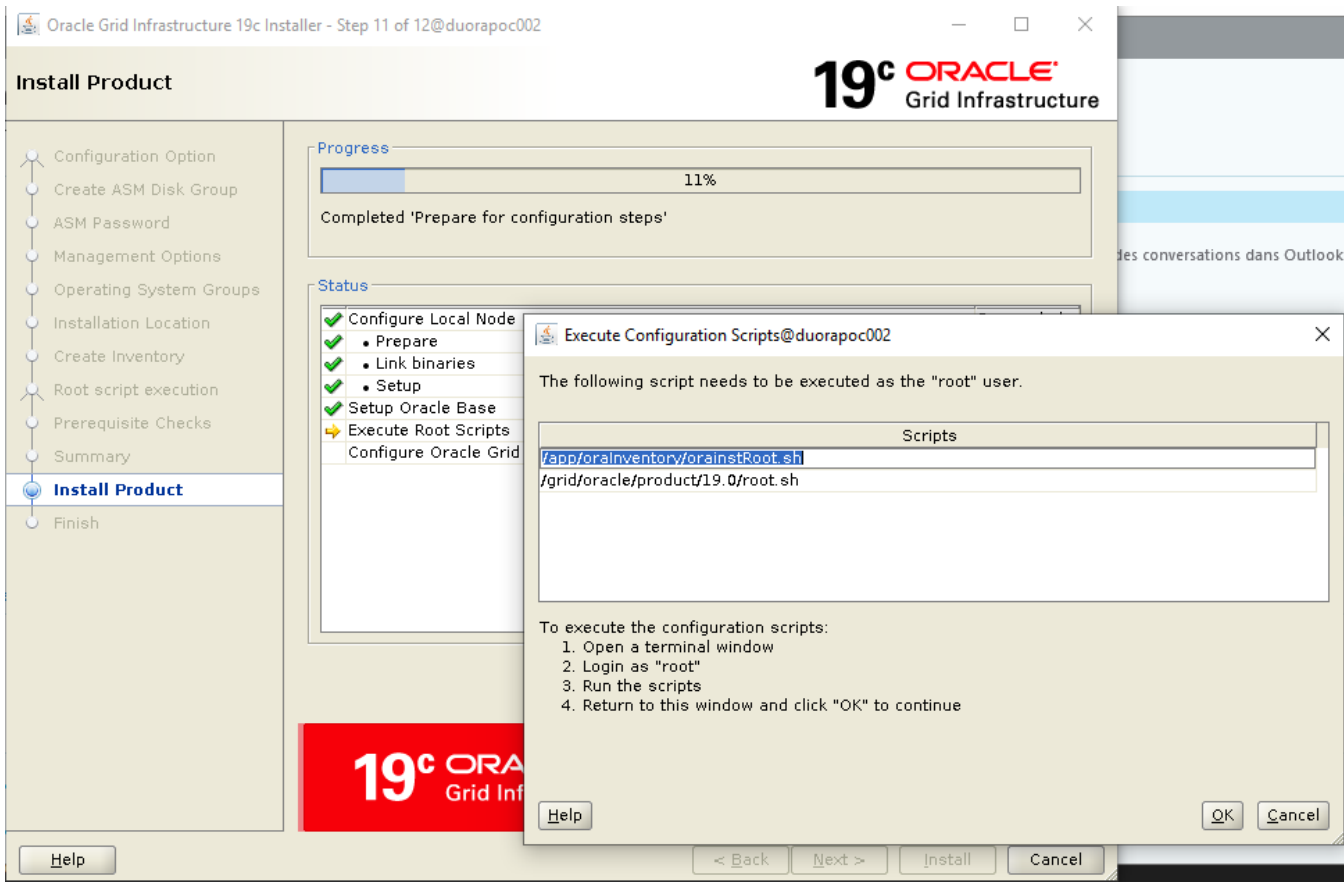 Oracle Grid Infrastructure 19c Installer - Step 11 of 12@duorapoc002
Install Product
19c ORACLE
Grid Infrastructure
Configuration Option
Create ASM Disk Group
ASM Password
Management Options
Operating System Groups
Installation Location
Create Inventory
Root script execution
Prerequisite Checks
Summary
Install Product
Finish
Progress
11%
Completed 'Prepare for configuration steps'
Status
Configure Local Node
• Prepare
• Link binaries
• Setup
Setup Oracle Base
Execute Root Scripts
Configure Oracle Grid
19c ORA
Grid Inf
Help
< Back
Next >
Install
Cancel
des conversations dans Outlook
Execute Configuration Scripts@duorapoc002
The following script needs to be executed as the "root" user.
Scripts
/app/oraInventory/orainstRoot.sh
/grid/oracle/product/19.0/root.sh
To execute the configuration scripts:
1. Open a terminal window
2. Login as "root"
3. Run the scripts
4. Return to this window and click "OK" to continue
Help
OK
Cancel